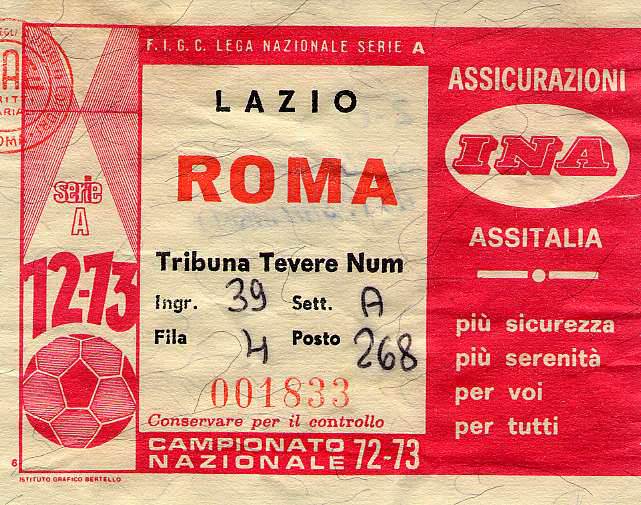 F.I.G.C. LEGA NAZIONALE SERIE A
LAZIO
ROMA
serie
A
72-73
Tribuna Tevere Num
Ingr. 39 Sett. A
Fila 4 Posto 268
001833
Conservare per il controllo
CAMPIONATO
NAZIONALE 72-73
6
ISTITUTO GRAFICO BERTELLO
ASSICURAZIONI
INA
ASSITALIA
più sicurezza
più serenità
per voi
per tutti